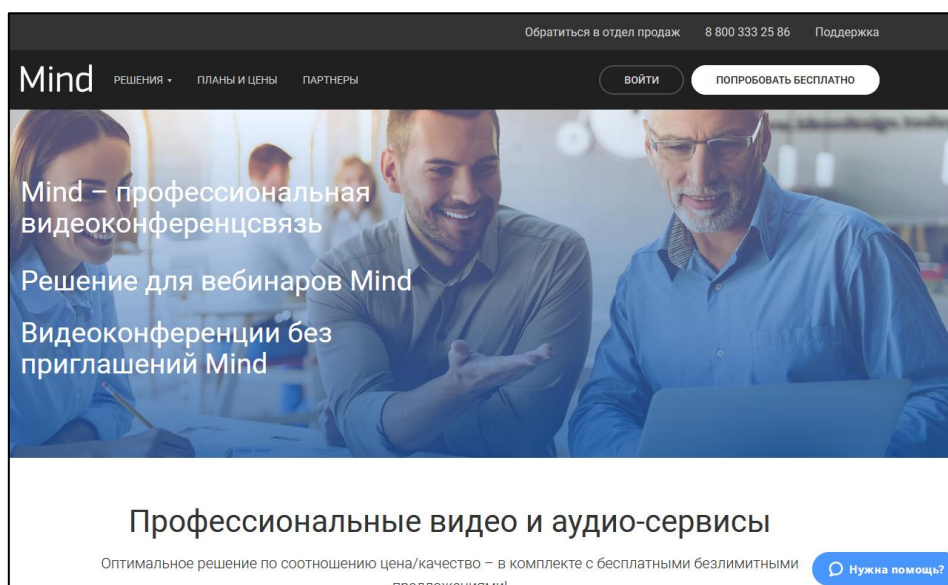 Обратиться в отдел продаж 8 800 333 25 86 Поддержка
Mind РЕШЕНИЯ ПЛАНЫ И ЦЕНЫ ПАРТНЕРЫ ВОЙТИ ПОПРОБОВАТЬ БЕСПЛАТНО
Mind – профессиональная
видеоконференцсвязь
Решение для вебинаров Mind
Видеоконференции без
приглашений Mind
Профессиональные видео и аудио-сервисы
Оптимальное решение по соотношению цена/качество – в комплекте с бесплатными безлимитными
предложениями!
Нужна помощь?